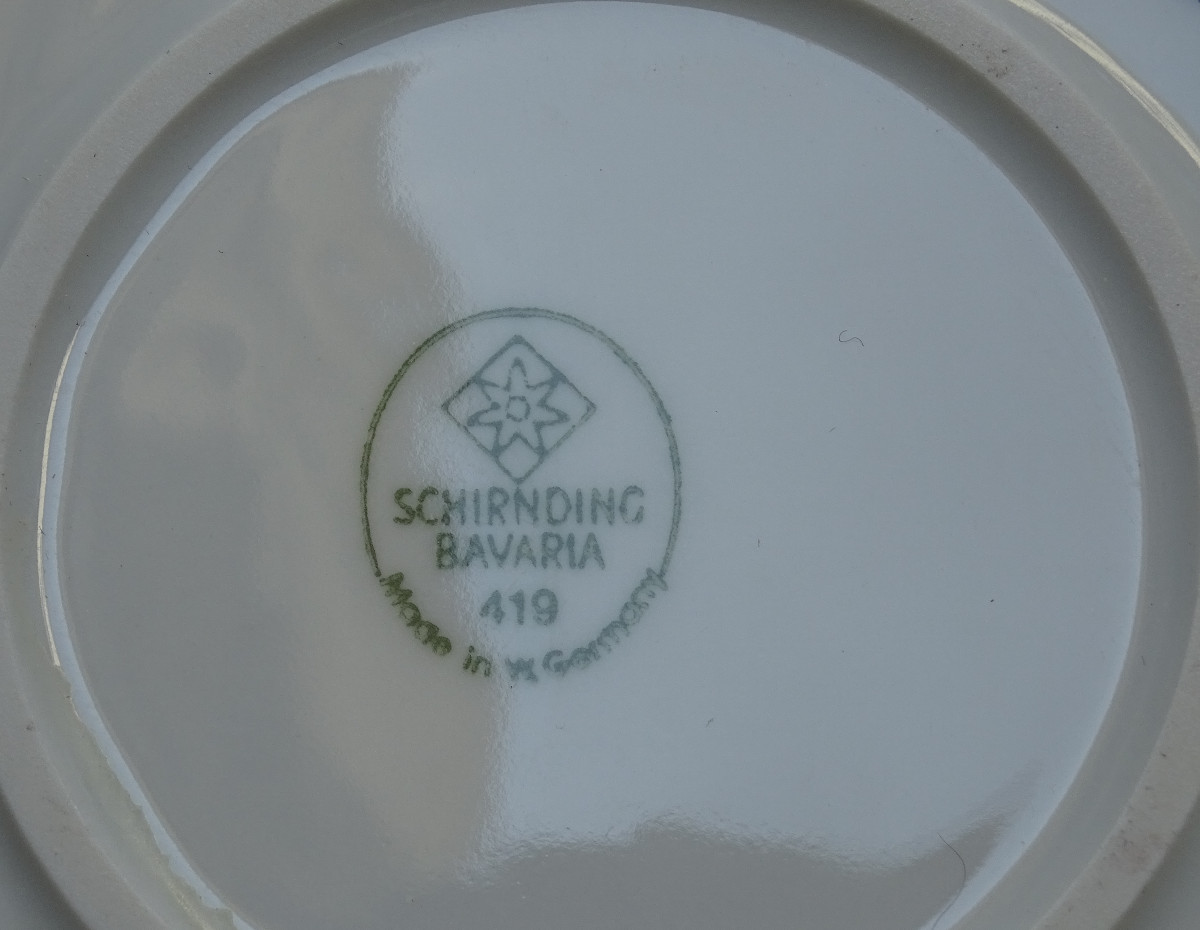 SCHIRNDING
BAVARIA
419
Made in W. Germany